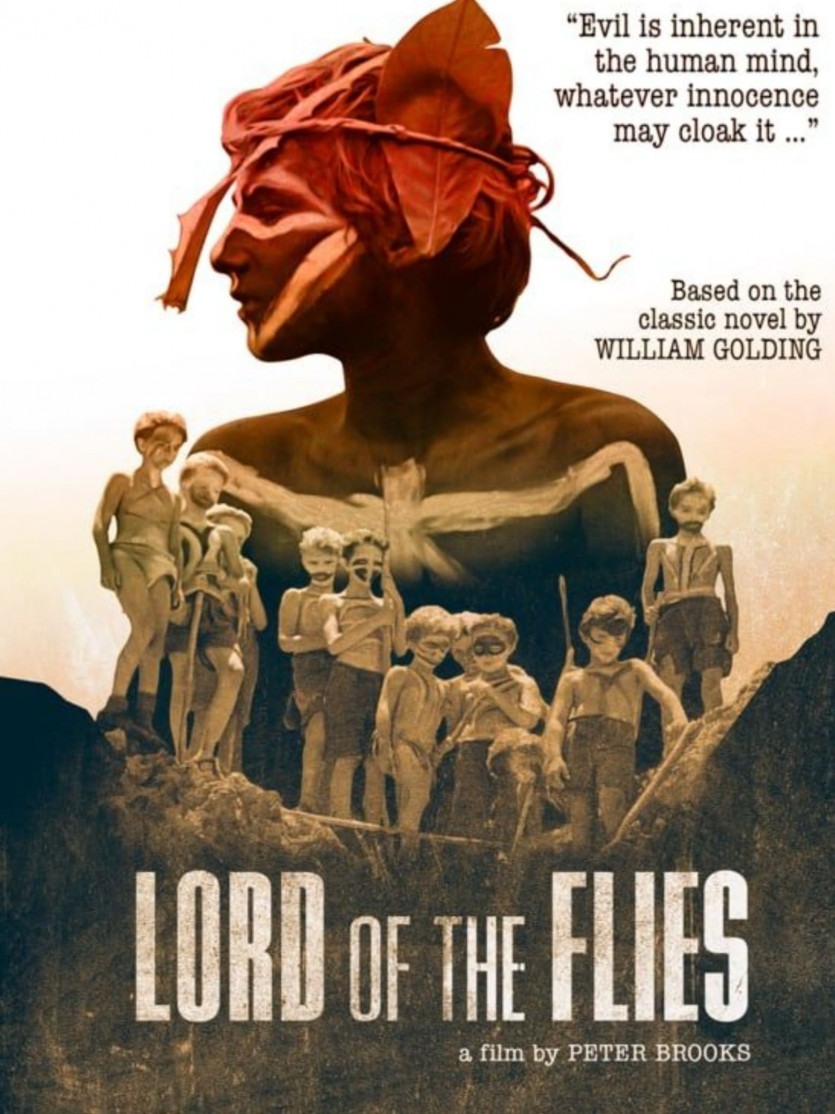 “Evil is inherent in
the human mind,
whatever innocence
may cloak it ...”
Based on the
classic novel by
WILLIAM GOLDING
LORD OF THE FLIES
a film by PETER BROOKS